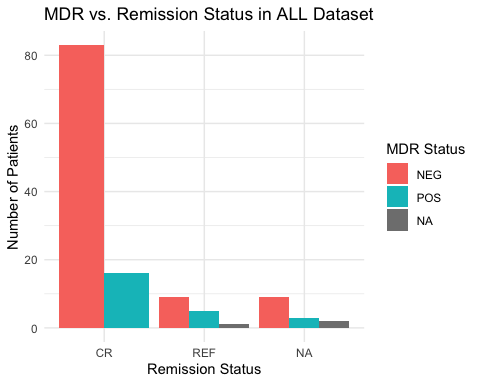 MDR vs. Remission Status in ALL Dataset
Number of Patients
80
60
40
20
0
CR
REF
NA
Remission Status
MDR Status
NEG
POS
NA